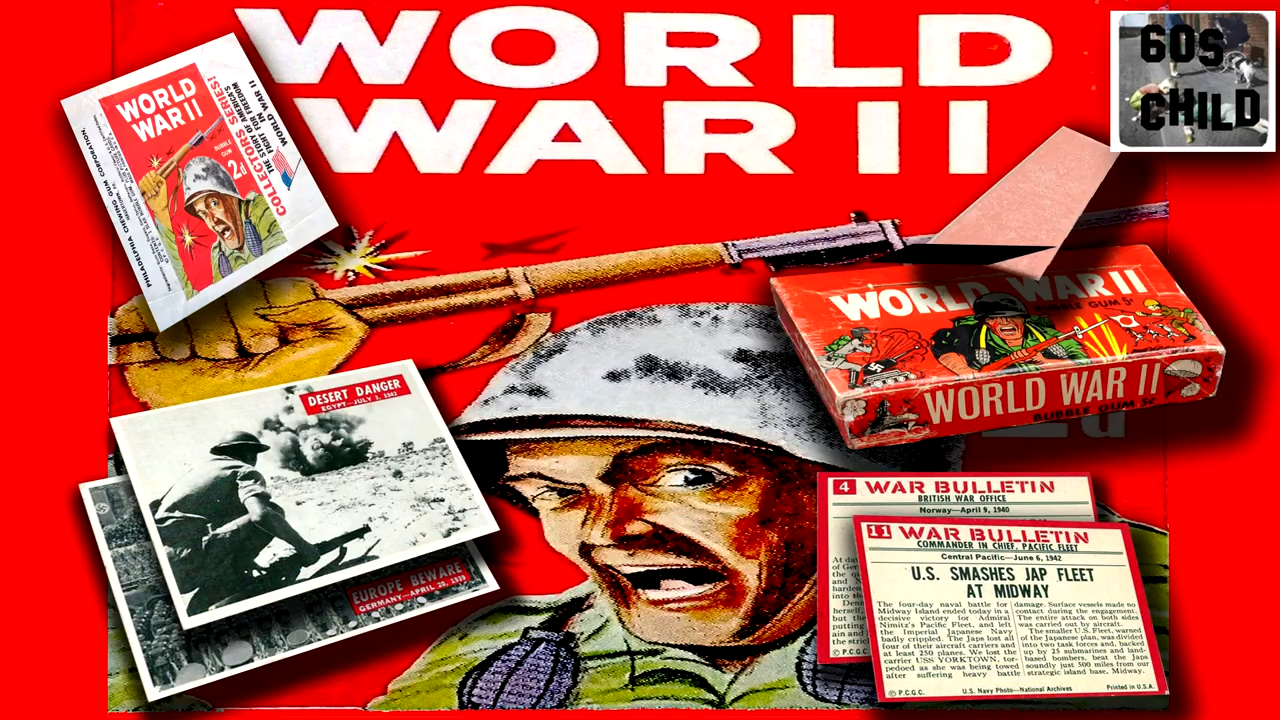 WORLD
WAR II
60s
CHILD
WORLD
WAR II
BUBBLE
GUM
2d
COLLECTORS SERIES!
THE STORY OF AMERICA'S
FIGHT FOR FREEDOM
IN WORLD WAR II
PHILADELPHIA CHEWING GUM CORPORATION,
WORLD WAR II
BUBBLE GUM 5¢
WORLD WAR II
BUBBLE GUM 5¢
DESERT DANGER
EGYPT—JULY 1, 1942
EUROPE BEWARE
GERMANY—APRIL 20, 1939
4 WAR BULLETIN
BRITISH WAR OFFICE
Norway—April 9, 1940
© P.C.G.C.
11 WAR BULLETIN
COMMANDER IN CHIEF, PACIFIC FLEET
Central Pacific—June 6, 1942
U.S. SMASHES JAP FLEET
AT MIDWAY
The four-day naval battle for
Midway Island ended today in a
decisive victory for Admiral
Nimitz's Pacific Fleet, and left
the Imperial Japanese Navy
badly crippled. The Japs lost all
four of their aircraft carriers and
at least 250 planes. We lost the
carrier USS YORKTOWN, tor-
pedoed as she was being towed
after suffering heavy battle
damage. Surface vessels made no
contact during the engagement.
The entire attack on both sides
was carried out by aircraft.
The smaller U.S. Fleet, warned
of the Japanese plan, was divided
into two task forces and, backed
up by 25 submarines and land-
based bombers, beat the Japs
soundly just 500 miles from our
strategic island base, Midway.
© P.C.G.C.
U.S. Navy Photo—National Archives
Printed in U.S.A.